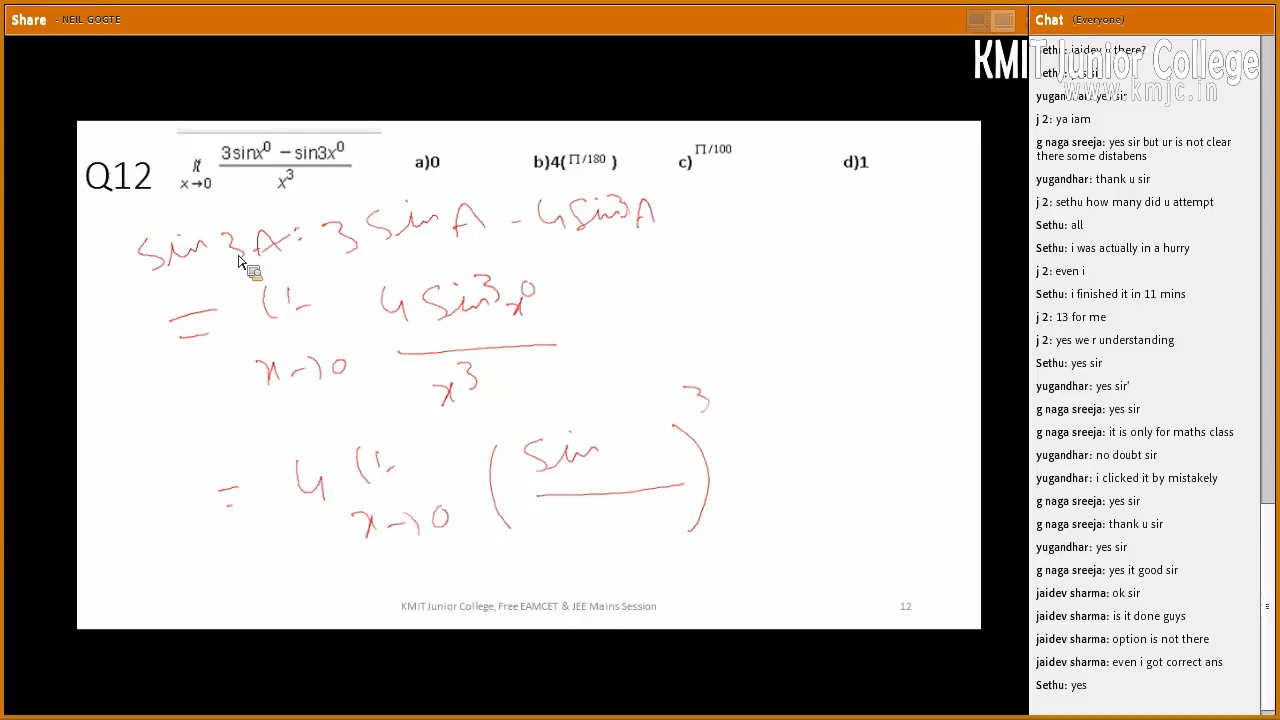 Share - NEIL GOGTE
Q12 lt x→0 3sinx⁰ − sin3x⁰ / x³ a)0 b)4(∏/180 ) c)∏/100 d)1
sin 3A = 3 sin A - 4 sin³A
= lt x→0 4 sin³x⁰ / x³
= 4 lt x→0 ( sin / )³
KMIT Junior College, Free EAMCET & JEE Mains Session 12
Chat (Everyone)
KMIT Junior College
www.kmjc.in
j 2: ya iam
g naga sreeja: yes sir but ur is not clear
there some distabens
yugandhar: thank u sir
j 2: sethu how many did u attempt
Sethu: all
Sethu: i was actually in a hurry
j 2: even i
Sethu: i finished it in 11 mins
j 2: 13 for me
j 2: yes we r understanding
Sethu: yes sir
yugandhar: yes sir'
g naga sreeja: yes sir
g naga sreeja: it is only for maths class
yugandhar: no doubt sir
yugandhar: i clicked it by mistakely
g naga sreeja: yes sir
g naga sreeja: thank u sir
yugandhar: yes sir
g naga sreeja: yes it good sir
jaidev sharma: ok sir
jaidev sharma: is it done guys
jaidev sharma: option is not there
jaidev sharma: even i got correct ans
Sethu: yes